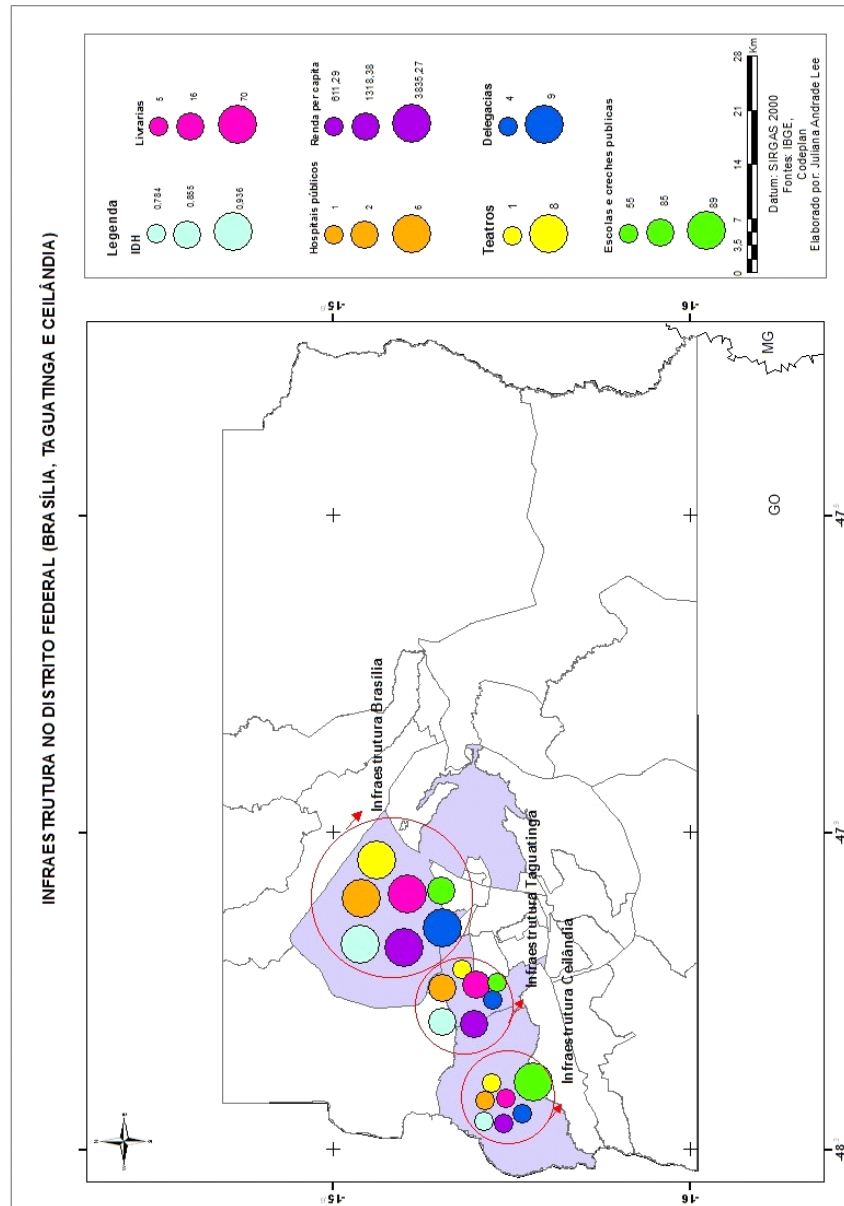 INFRAESTRUTURA NO DISTRITO FEDERAL (BRASÍLIA, TAGUATINGA E CEILÂNDIA)
Infraestrutura Brasília
Infraestrutura Taguatinga
Infraestrutura Ceilândia
GO
MG
-15
-16
-15
-16
-48
-47
-47
Legenda
IDH
0,784
0,855
0,936
Livrarias
5
16
70
Hospitais públicos
1
2
6
Renda per capita
611,29
1318,38
3835,27
Teatros
1
8
Delegacias
4
9
Escolas e creches publicas
55
85
89
0 3,5 7 14 21 28
Km
Datum: SIRGAS 2000
Fontes: IBGE,
Codeplan
Elaborado por: Juliana Andrade Lee